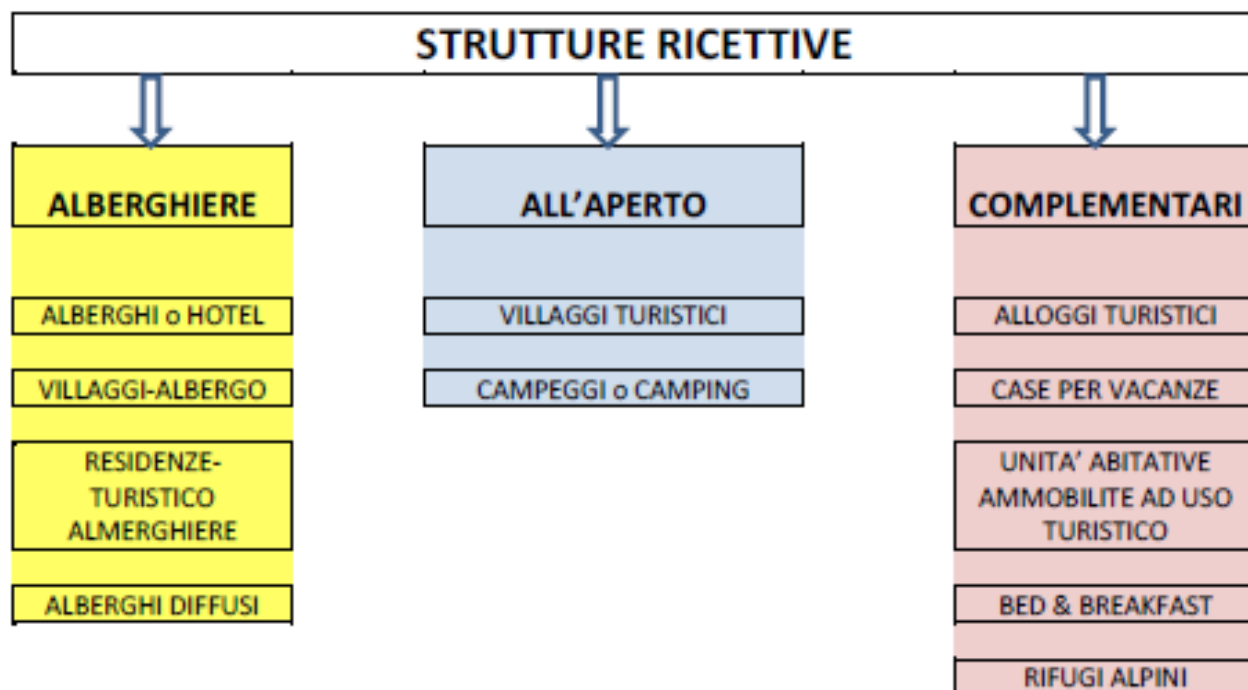 STRUTTURE RICETTIVE
ALBERGHIERE
ALBERGHI o HOTEL
VILLAGGI-ALBERGO
RESIDENZE-
TURISTICO
ALMERGHIERE
ALBERGHI DIFFUSI
ALL’APERTO
VILLAGGI TURISTICI
CAMPEGGI o CAMPING
COMPLEMENTARI
ALLOGGI TURISTICI
CASE PER VACANZE
UNITA’ ABITATIVE
AMMOBILITE AD USO
TURISTICO
BED & BREAKFAST
RIFUGI ALPINI